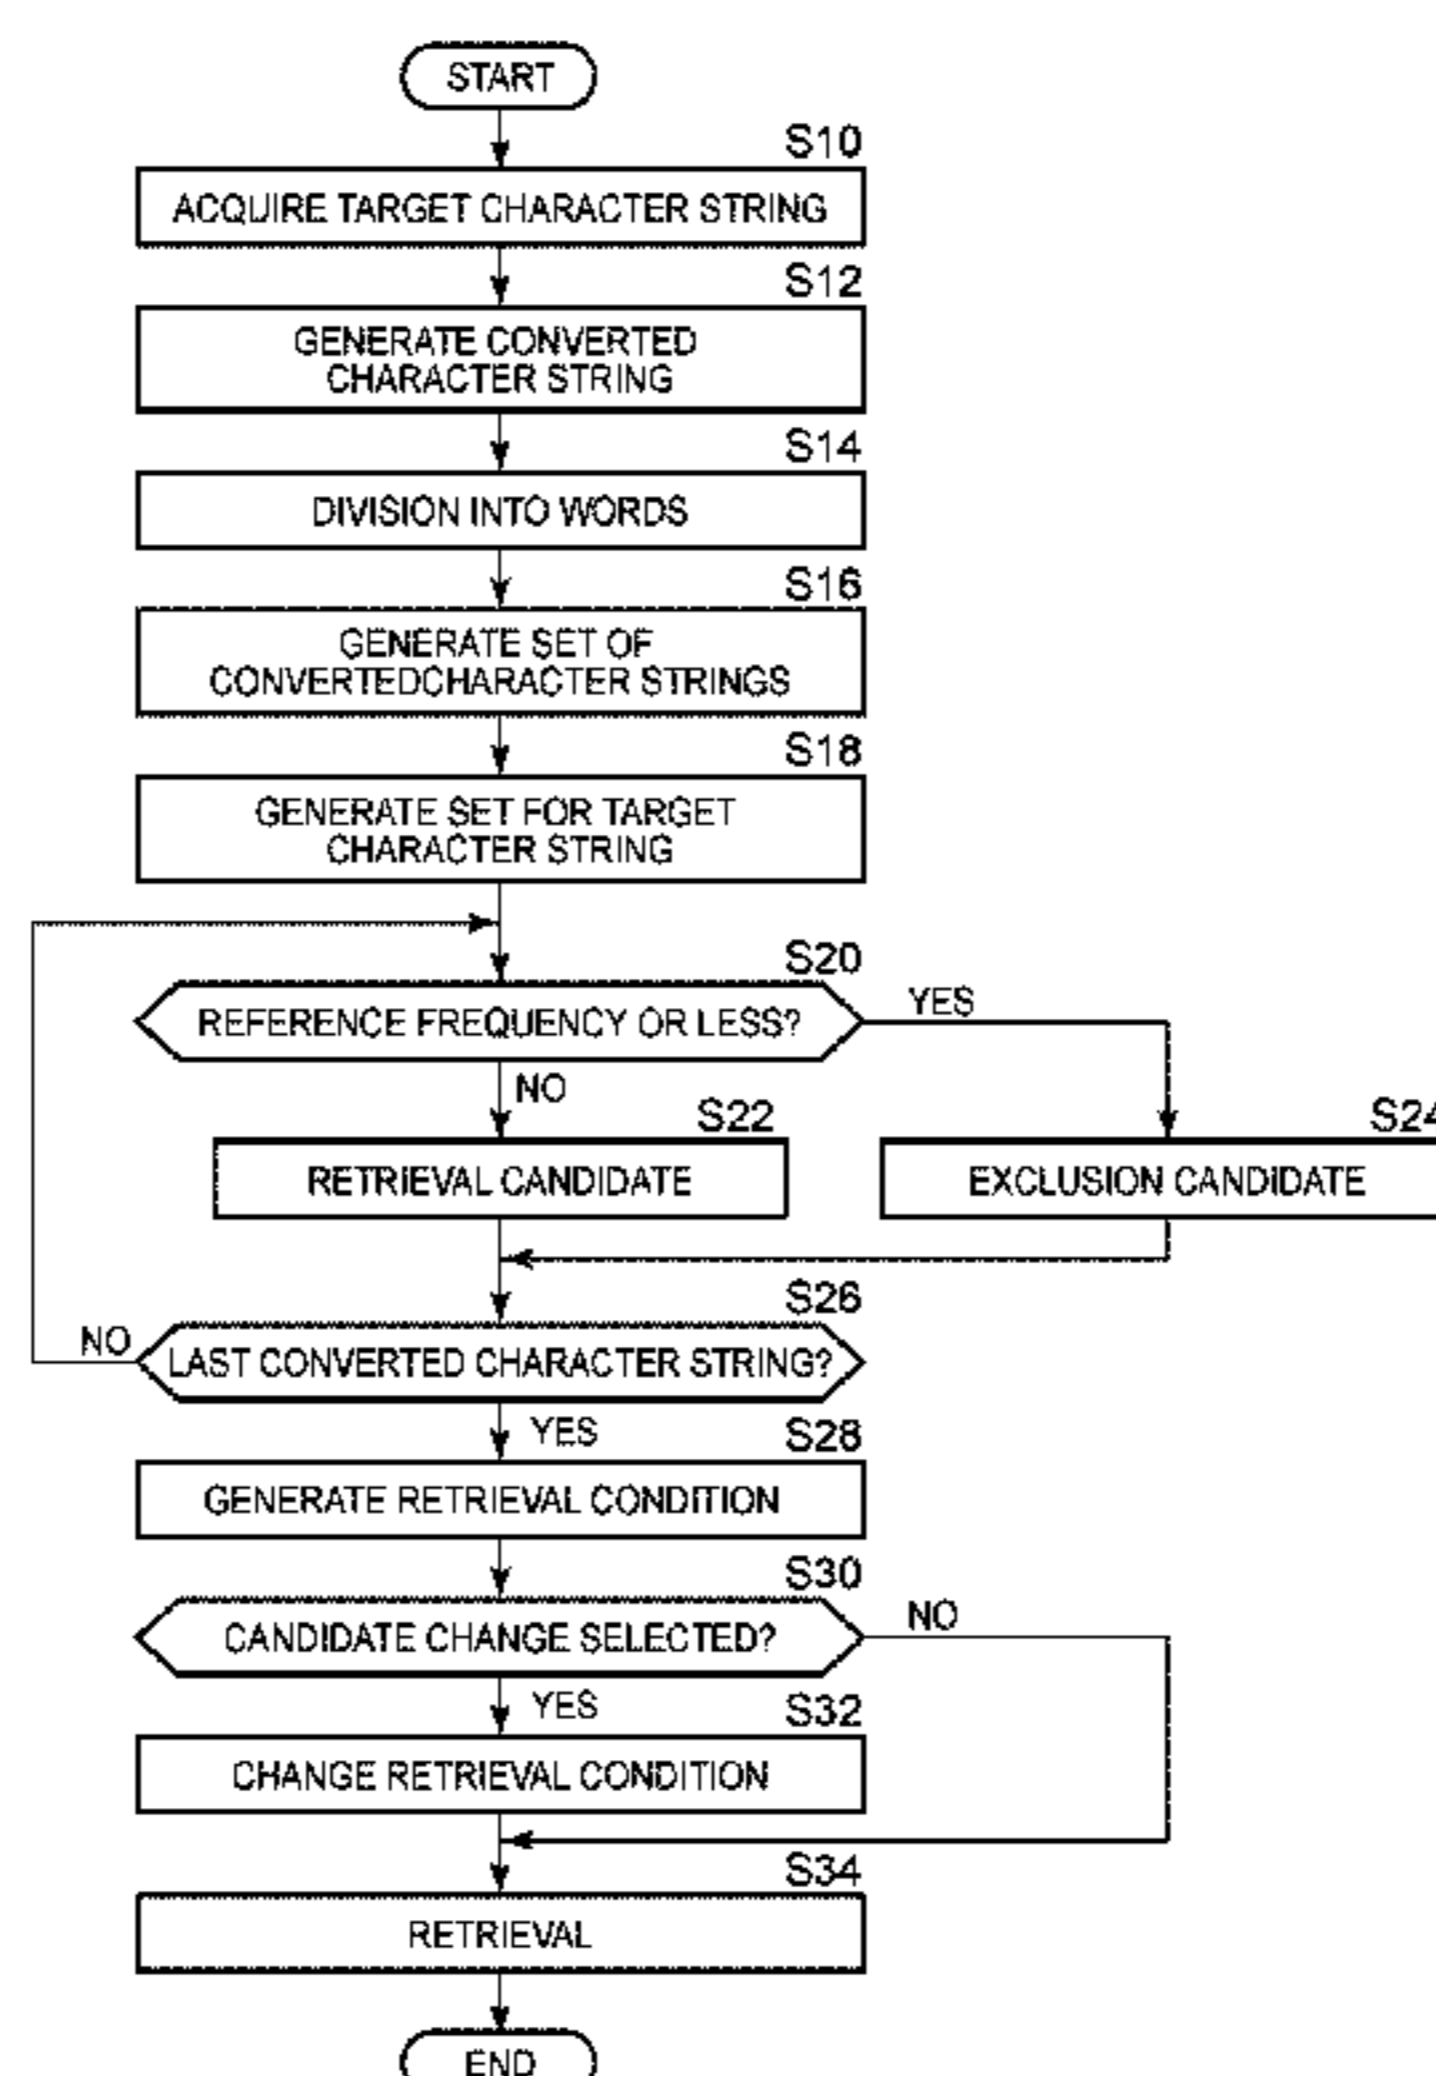 START
S10
ACQUIRE TARGET CHARACTER STRING
S12
GENERATE CONVERTED
CHARACTER STRING
S14
DIVISION INTO WORDS
S16
GENERATE SET OF
CONVERTEDCHARACTER STRINGS
S18
GENERATE SET FOR TARGET
CHARACTER STRING
S20
REFERENCE FREQUENCY OR LESS?
YES
NO
S22
S24
RETRIEVAL CANDIDATE
EXCLUSION CANDIDATE
S26
NO
LAST CONVERTED CHARACTER STRING?
YES
S28
GENERATE RETRIEVAL CONDITION
S30
CANDIDATE CHANGE SELECTED?
NO
YES
S32
CHANGE RETRIEVAL CONDITION
S34
RETRIEVAL
END